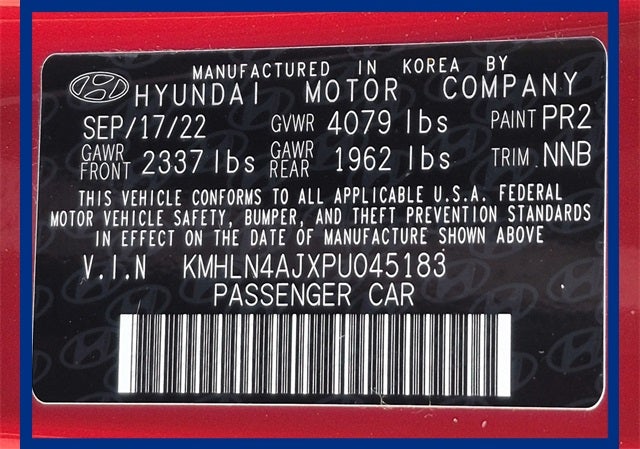 MANUFACTURED IN KOREA BY
HYUNDAI MOTOR COMPANY
SEP/17/22 GVWR 4079 lbs PAINT PR2
GAWR FRONT 2337 lbs GAWR REAR 1962 lbs TRIM. NNB
THIS VEHICLE CONFORMS TO ALL APPLICABLE U.S.A. FEDERAL
MOTOR VEHICLE SAFETY, BUMPER, AND THEFT PREVENTION STANDARDS
IN EFFECT ON THE DATE OF MANUFACTURE SHOWN ABOVE
V.I.N KMHLN4AJXPU045183
PASSENGER CAR